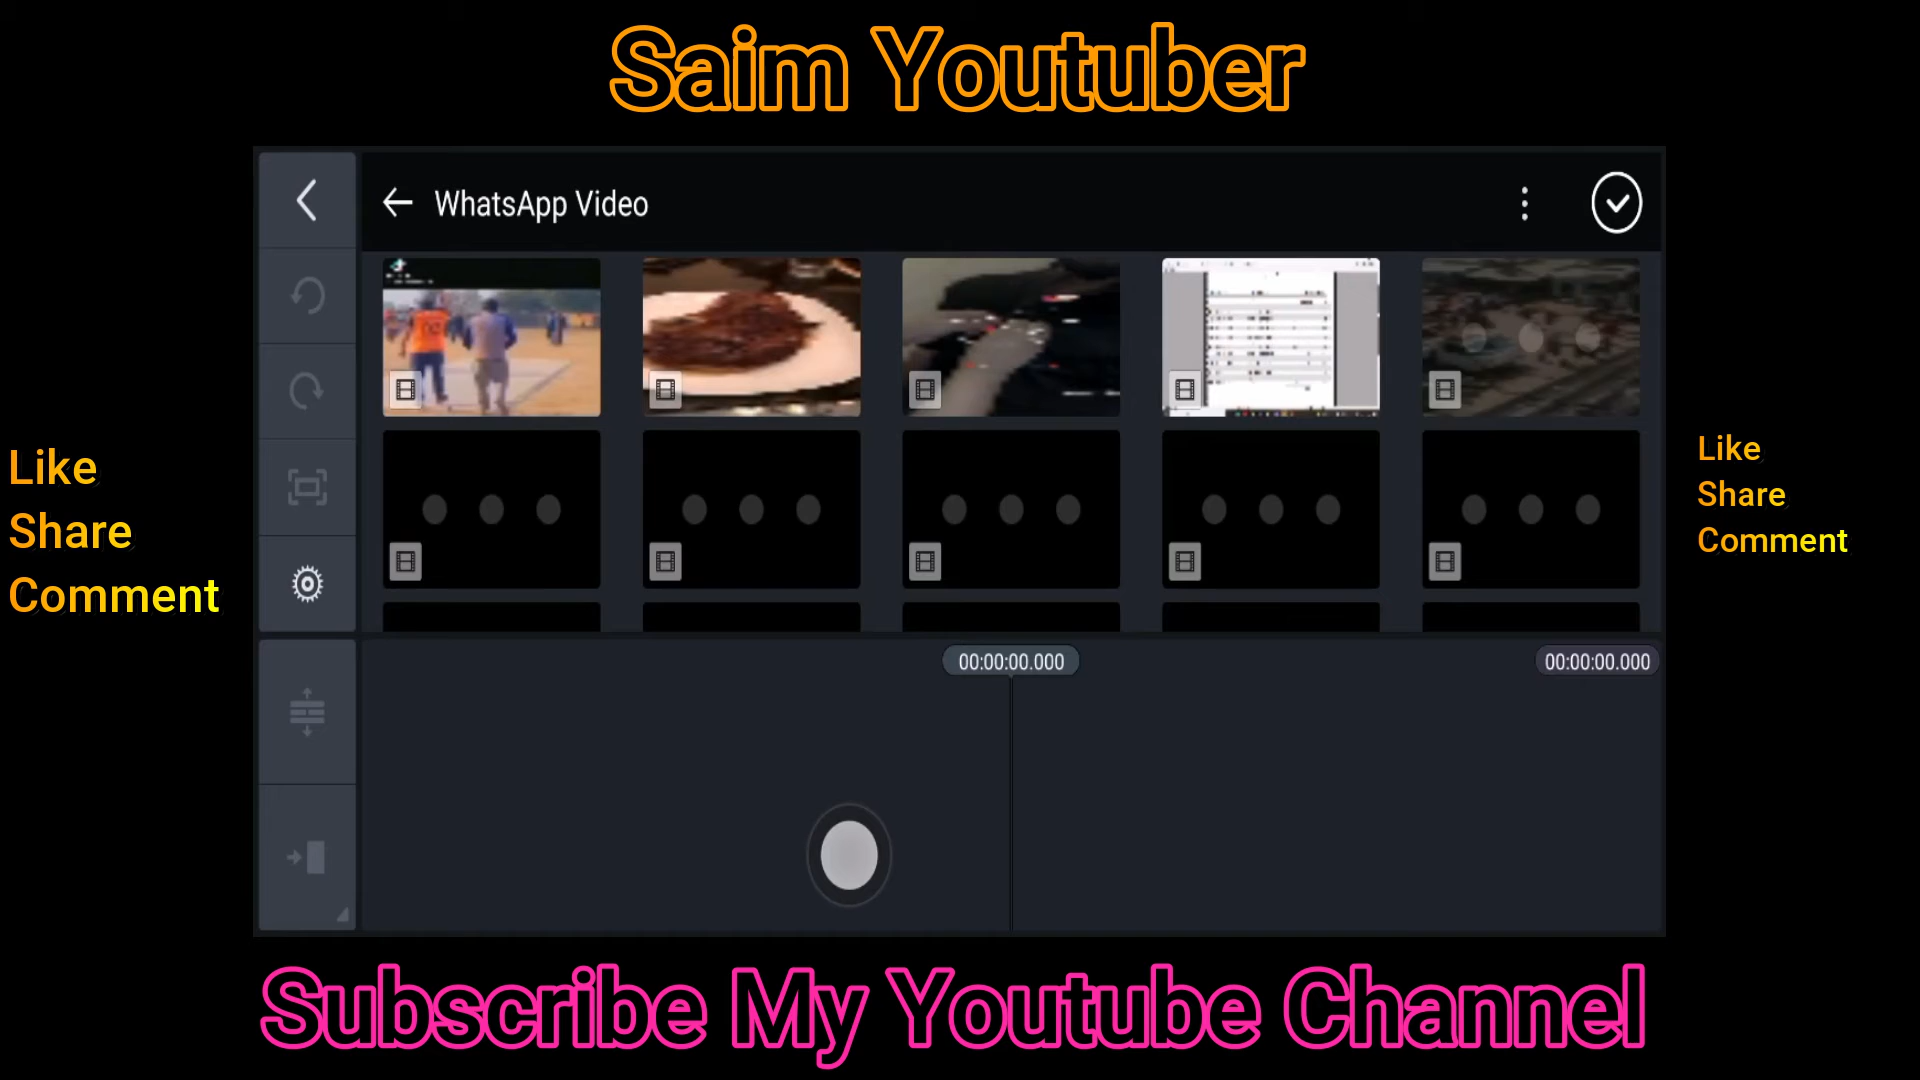 Saim Youtuber
WhatsApp Video
Like
Share
Comment
Like
Share
Comment
00:00:00.000
00:00:00.000
Subscribe My Youtube Channel